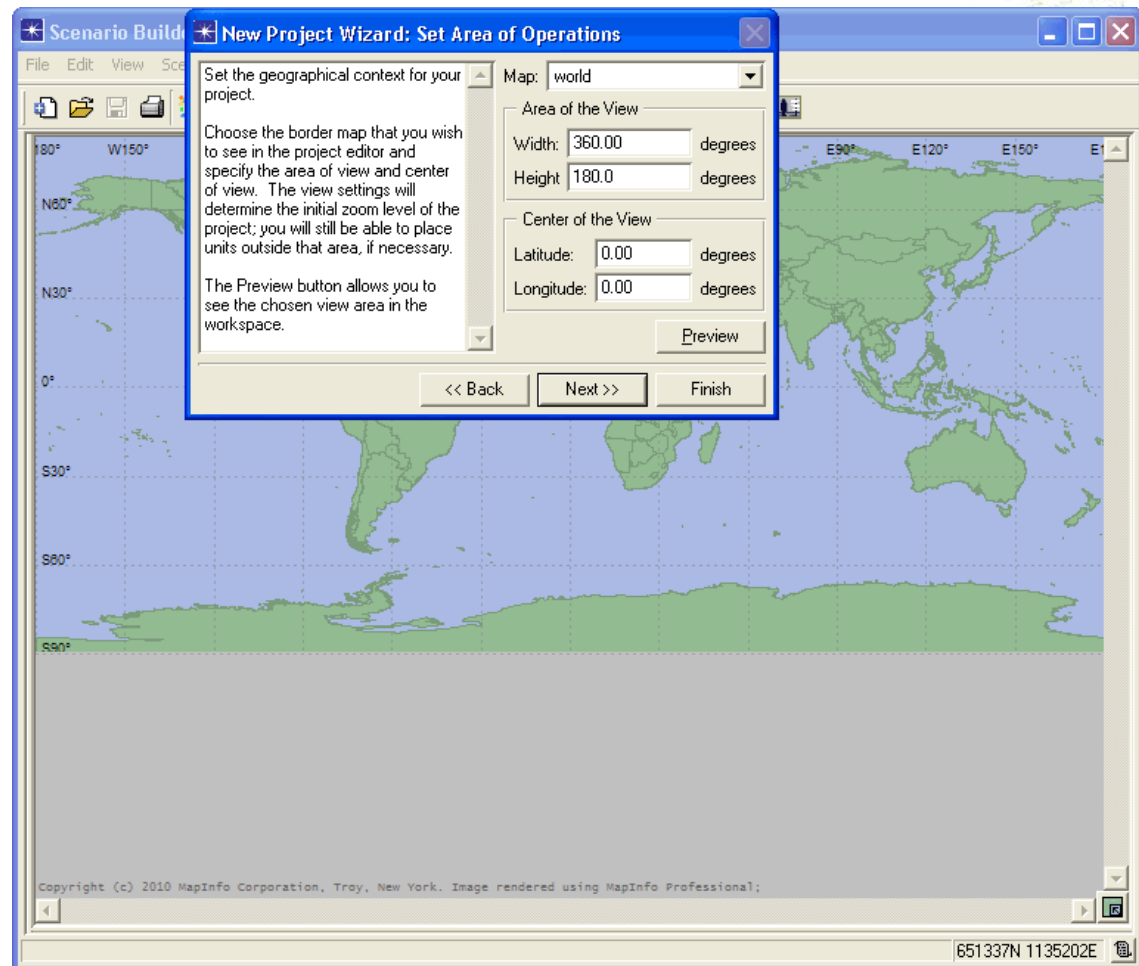 Scenario Builde
New Project Wizard: Set Area of Operations
File Edit View Sce
Set the geographical context for your
project.
Choose the border map that you wish
to see in the project editor and
specify the area of view and center
of view. The view settings will
determine the initial zoom level of the
project; you will still be able to place
units outside that area, if necessary.
The Preview button allows you to
see the chosen view area in the
workspace.
Map: world
Area of the View
Width: 360.00 degrees
Height 180.0 degrees
Center of the View
Latitude: 0.00 degrees
Longitude: 0.00 degrees
Preview
<< Back Next >> Finish
180° W150° E90° E120° E150° E1
N60°
N30°
0°
S30°
S60°
S90°
Copyright (c) 2010 MapInfo Corporation, Troy, New York. Image rendered using MapInfo Professional;
651337N 1135202E